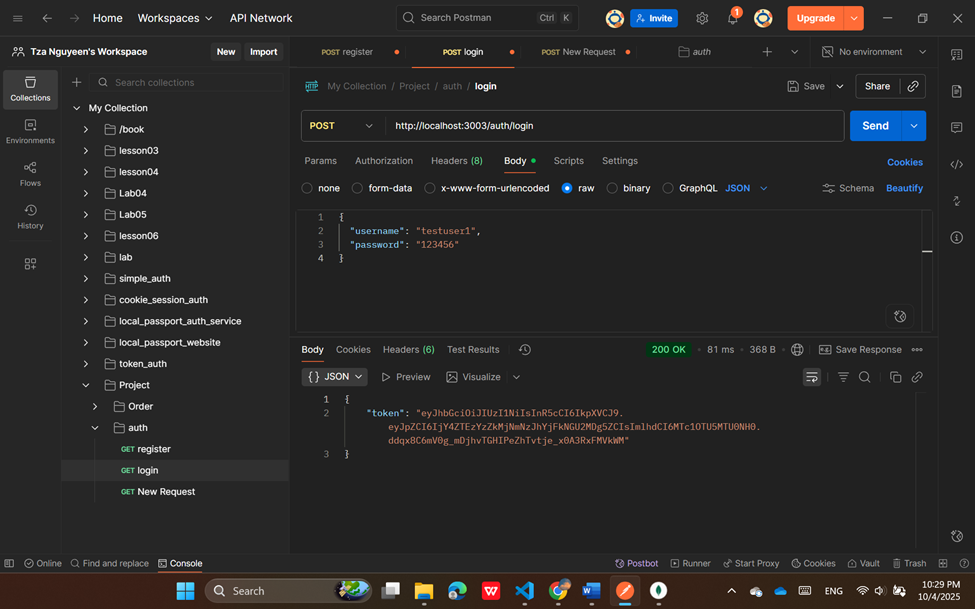 Home Workspaces API Network Search Postman Ctrl K Invite 1 Upgrade
Tza Nguyeen's Workspace New Import POST register POST login POST New Request auth No environment
Collections Search collections HTTP My Collection / Project / auth / login Save Share
My Collection
/book POST http://localhost:3003/auth/login Send
Environments
lesson03
lesson04 Params Authorization Headers (8) Body Scripts Settings Cookies
Flows
Lab04 none form-data x-www-form-urlencoded raw binary GraphQL JSON Schema Beautify
History
Lab05 1 {
lesson06 2 "username": "testuser1",
3 "password": "123456"
lab 4 }
simple_auth
cookie_session_auth
local_passport_auth_service
local_passport_website Body Cookies Headers (6) Test Results 200 OK 81 ms 368 B Save Response
token_auth
Project { } JSON Preview Visualize
Order 1 {
auth 2 "token": "eyJhbGciOiJIUzI1NiIsInR5cCI6IkpXVCJ9.
eyJpZCI6IjY4ZTEzYzZkMjNmNzJhYjFkNGU2MDg5ZCIsImlhdCI6MTc1OTU5MTU0NH0.
ddqx8C6mV0g_mDjhvTGHIPeZhTvtje_x0A3RxFMVkWM"
GET register 3 }
GET login
GET New Request
Online Find and replace Console Postbot Runner Start Proxy Cookies Vault Trash
Search ENG 10:29 PM
10/4/2025